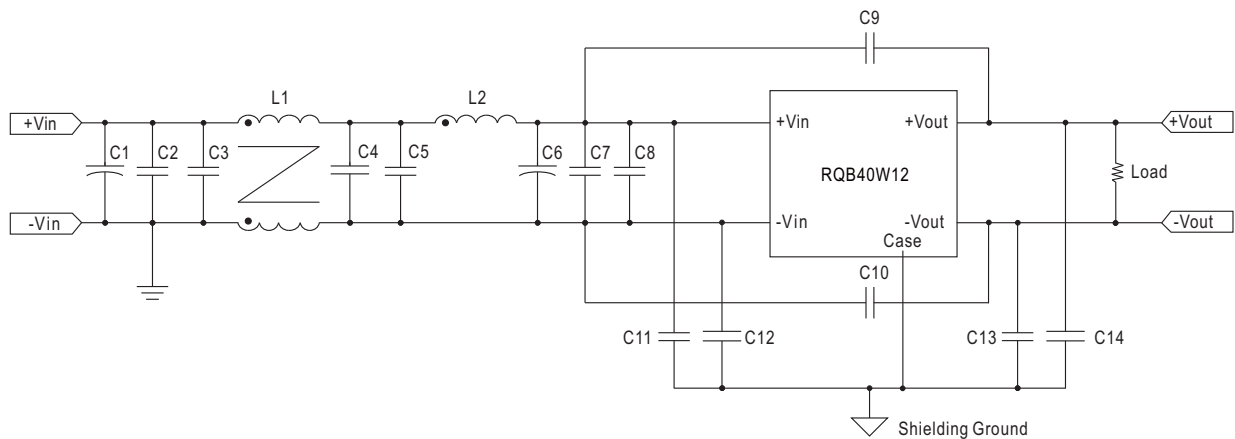 C9
L1
L2
+Vin
+Vin
+Vout
+Vout
C1
C2
C3
C4
C5
C6
C7
C8
RQB40W12
Load
-Vin
-Vin
-Vout
-Vout
Case
C10
C11
C12
C13
C14
Shielding Ground